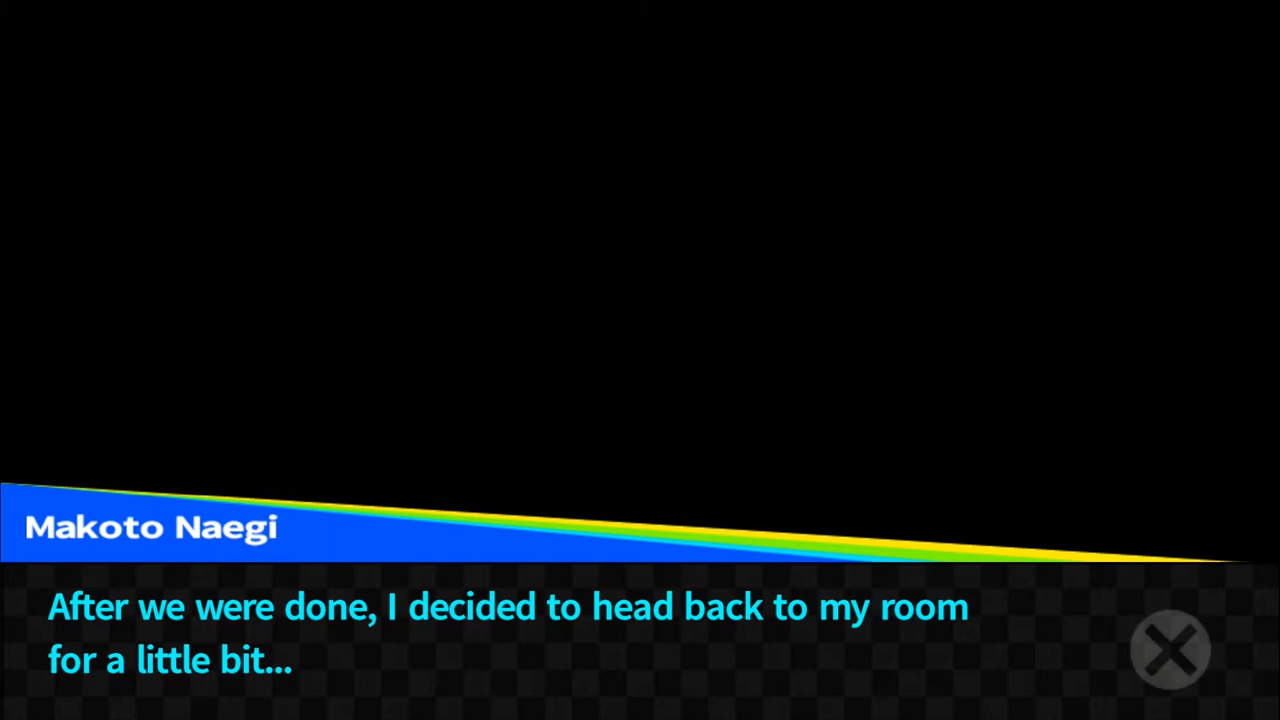 Makoto Naegi
After we were done, I decided to head back to my room
for a little bit...